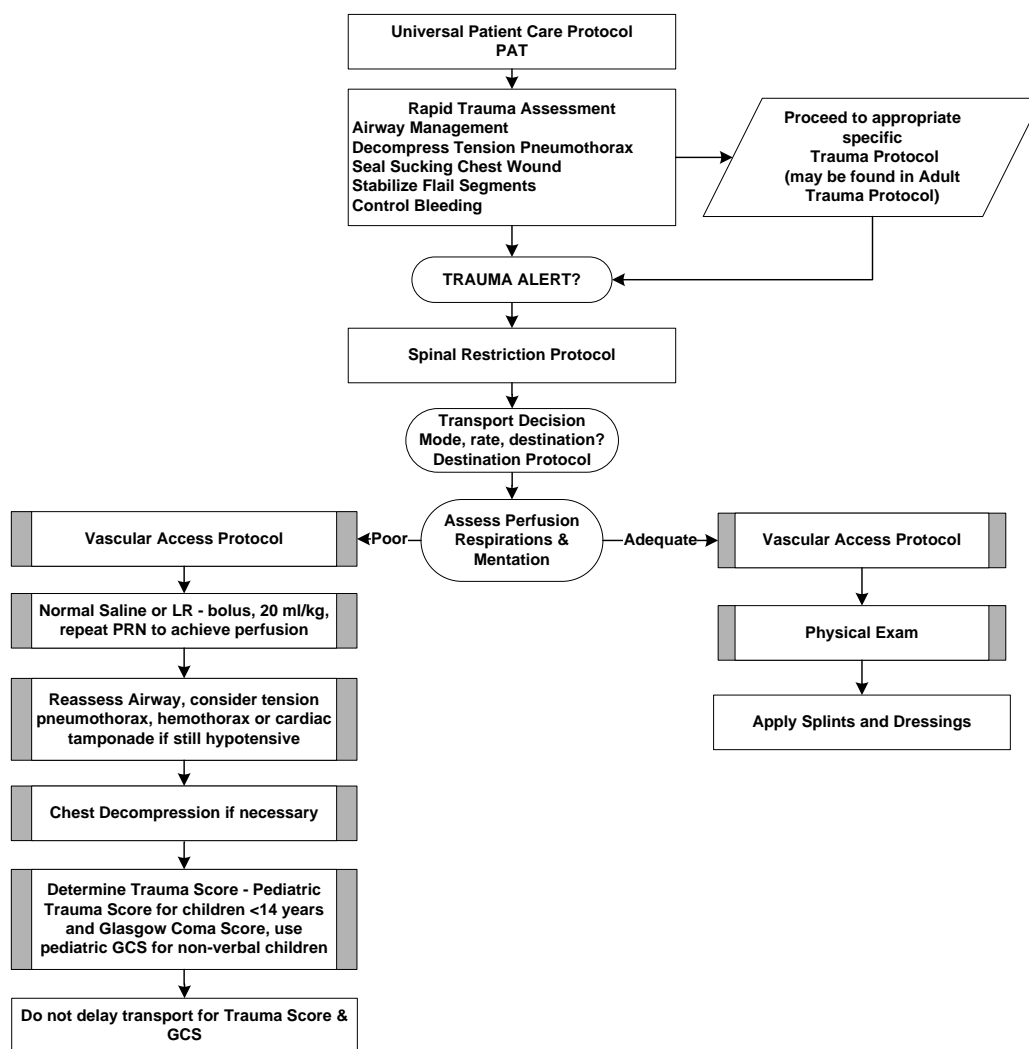 Universal Patient Care Protocol
PAT
Rapid Trauma Assessment
Airway Management
Decompress Tension Pneumothorax
Seal Sucking Chest Wound
Stabilize Flail Segments
Control Bleeding
Proceed to appropriate
specific
Trauma Protocol
(may be found in Adult
Trauma Protocol)
TRAUMA ALERT?
Spinal Restriction Protocol
Transport Decision
Mode, rate, destination?
Destination Protocol
Assess Perfusion
Respirations &
Mentation
Poor
Adequate
Vascular Access Protocol
Normal Saline or LR - bolus, 20 ml/kg,
repeat PRN to achieve perfusion
Reassess Airway, consider tension
pneumothorax, hemothorax or cardiac
tamponade if still hypotensive
Chest Decompression if necessary
Determine Trauma Score - Pediatric
Trauma Score for children <14 years
and Glasgow Coma Score, use
pediatric GCS for non-verbal children
Do not delay transport for Trauma Score &
GCS
Vascular Access Protocol
Physical Exam
Apply Splints and Dressings